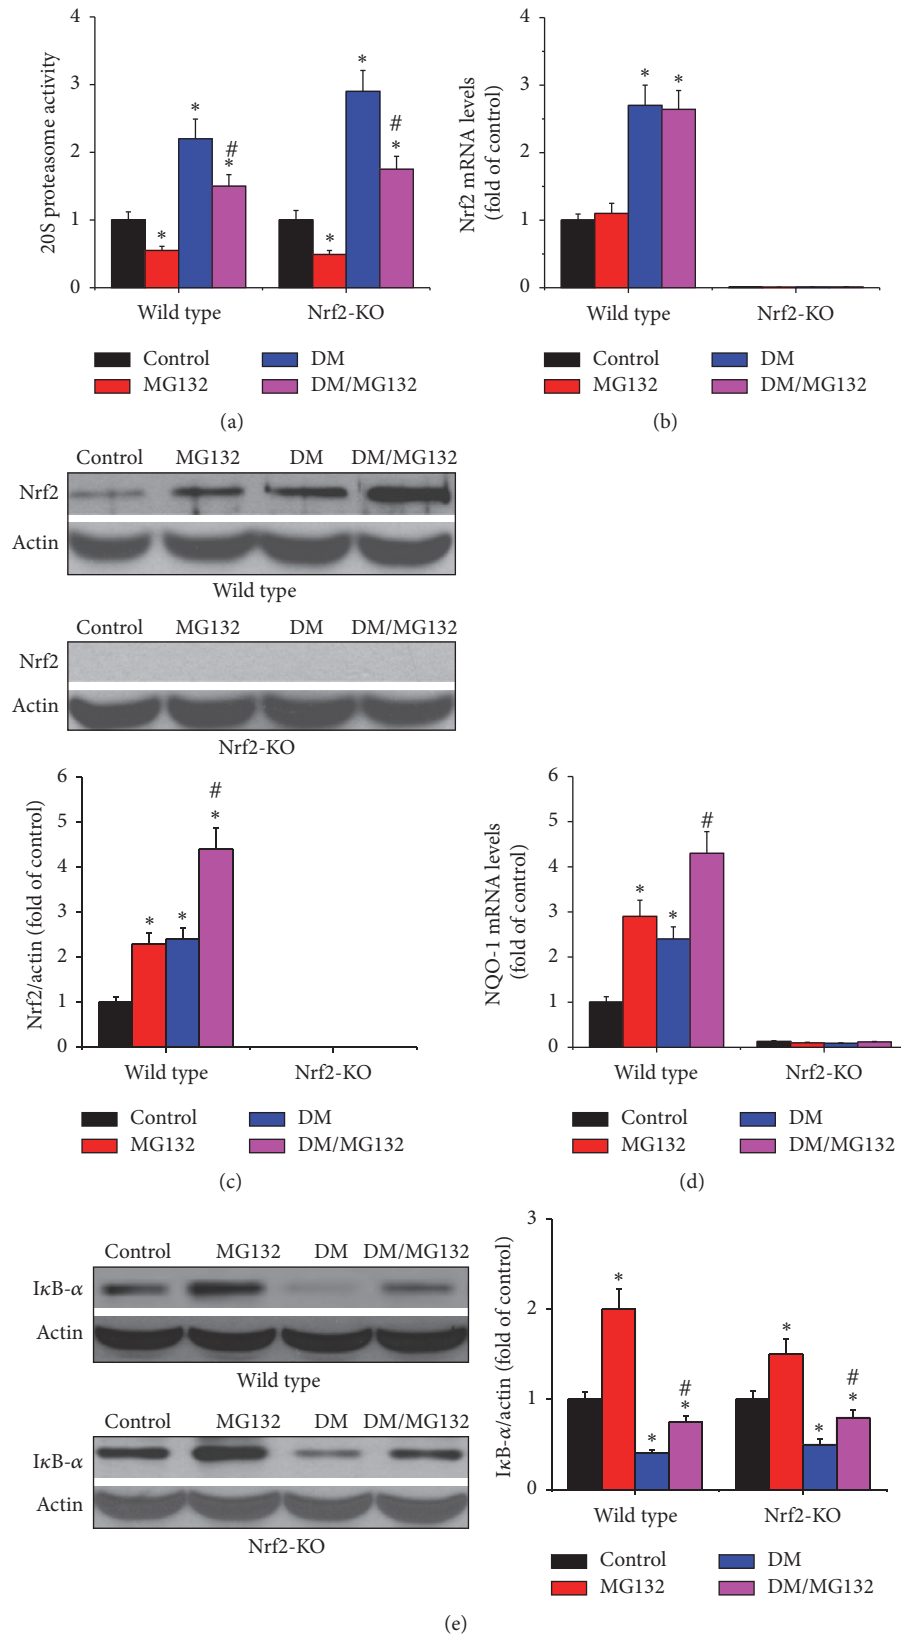 4
3
2
1
0
20S proteasome activity
*
*
#
*
*
*
#
*
Wild type
Nrf2-KO
Control
DM
MG132
DM/MG132
(a)
4
3
2
1
0
Nrf2 mRNA levels
(fold of control)
*
*
Wild type
Nrf2-KO
Control
DM
MG132
DM/MG132
(b)
Control MG132 DM DM/MG132
Nrf2
Actin
Wild type
Control MG132 DM DM/MG132
Nrf2
Actin
Nrf2-KO
6
5
4
3
2
1
0
Nrf2/actin (fold of control)
*
*
#
*
Wild type
Nrf2-KO
Control
DM
MG132
DM/MG132
(c)
6
5
4
3
2
1
0
NQO-1 mRNA levels
(fold of control)
*
*
#
Wild type
Nrf2-KO
Control
DM
MG132
DM/MG132
(d)
Control MG132 DM DM/MG132
IκB-α
Actin
Wild type
Control MG132 DM DM/MG132
IκB-α
Actin
Nrf2-KO
3
2
1
0
IκB-α/actin (fold of control)
*
*
#
*
*
*
#
*
Wild type
Nrf2-KO
Control
DM
MG132
DM/MG132
(e)